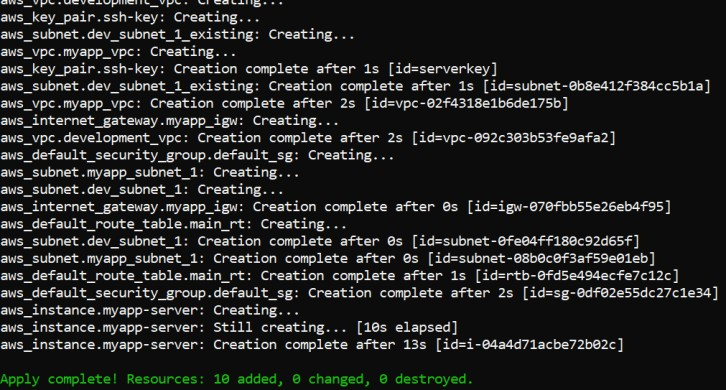 aws_vpc.development_vpc: Creating...
aws_key_pair.ssh-key: Creating...
aws_subnet.dev_subnet_1_existing: Creating...
aws_vpc.myapp_vpc: Creating...
aws_key_pair.ssh-key: Creation complete after 1s [id=serverkey]
aws_subnet.dev_subnet_1_existing: Creation complete after 1s [id=subnet-0b8e412f384cc5b1a]
aws_vpc.myapp_vpc: Creation complete after 2s [id=vpc-02f4318e1b6de175b]
aws_internet_gateway.myapp_igw: Creating...
aws_vpc.development_vpc: Creation complete after 2s [id=vpc-092c303b53fe9afa2]
aws_default_security_group.default_sg: Creating...
aws_subnet.myapp_subnet_1: Creating...
aws_subnet.dev_subnet_1: Creating...
aws_internet_gateway.myapp_igw: Creation complete after 0s [id=igw-070fbb55e26eb4f95]
aws_default_route_table.main_rt: Creating...
aws_subnet.dev_subnet_1: Creation complete after 0s [id=subnet-0fe04ff180c92d65f]
aws_subnet.myapp_subnet_1: Creation complete after 0s [id=subnet-08b0c0f3af59e01eb]
aws_default_route_table.main_rt: Creation complete after 1s [id=rtb-0fd5e494ecfe7c12c]
aws_default_security_group.default_sg: Creation complete after 2s [id=sg-0df02e55dc27c1e34]
aws_instance.myapp-server: Creating...
aws_instance.myapp-server: Still creating... [10s elapsed]
aws_instance.myapp-server: Creation complete after 13s [id=i-04a4d71acbe72b02c]
Apply complete! Resources: 10 added, 0 changed, 0 destroyed.